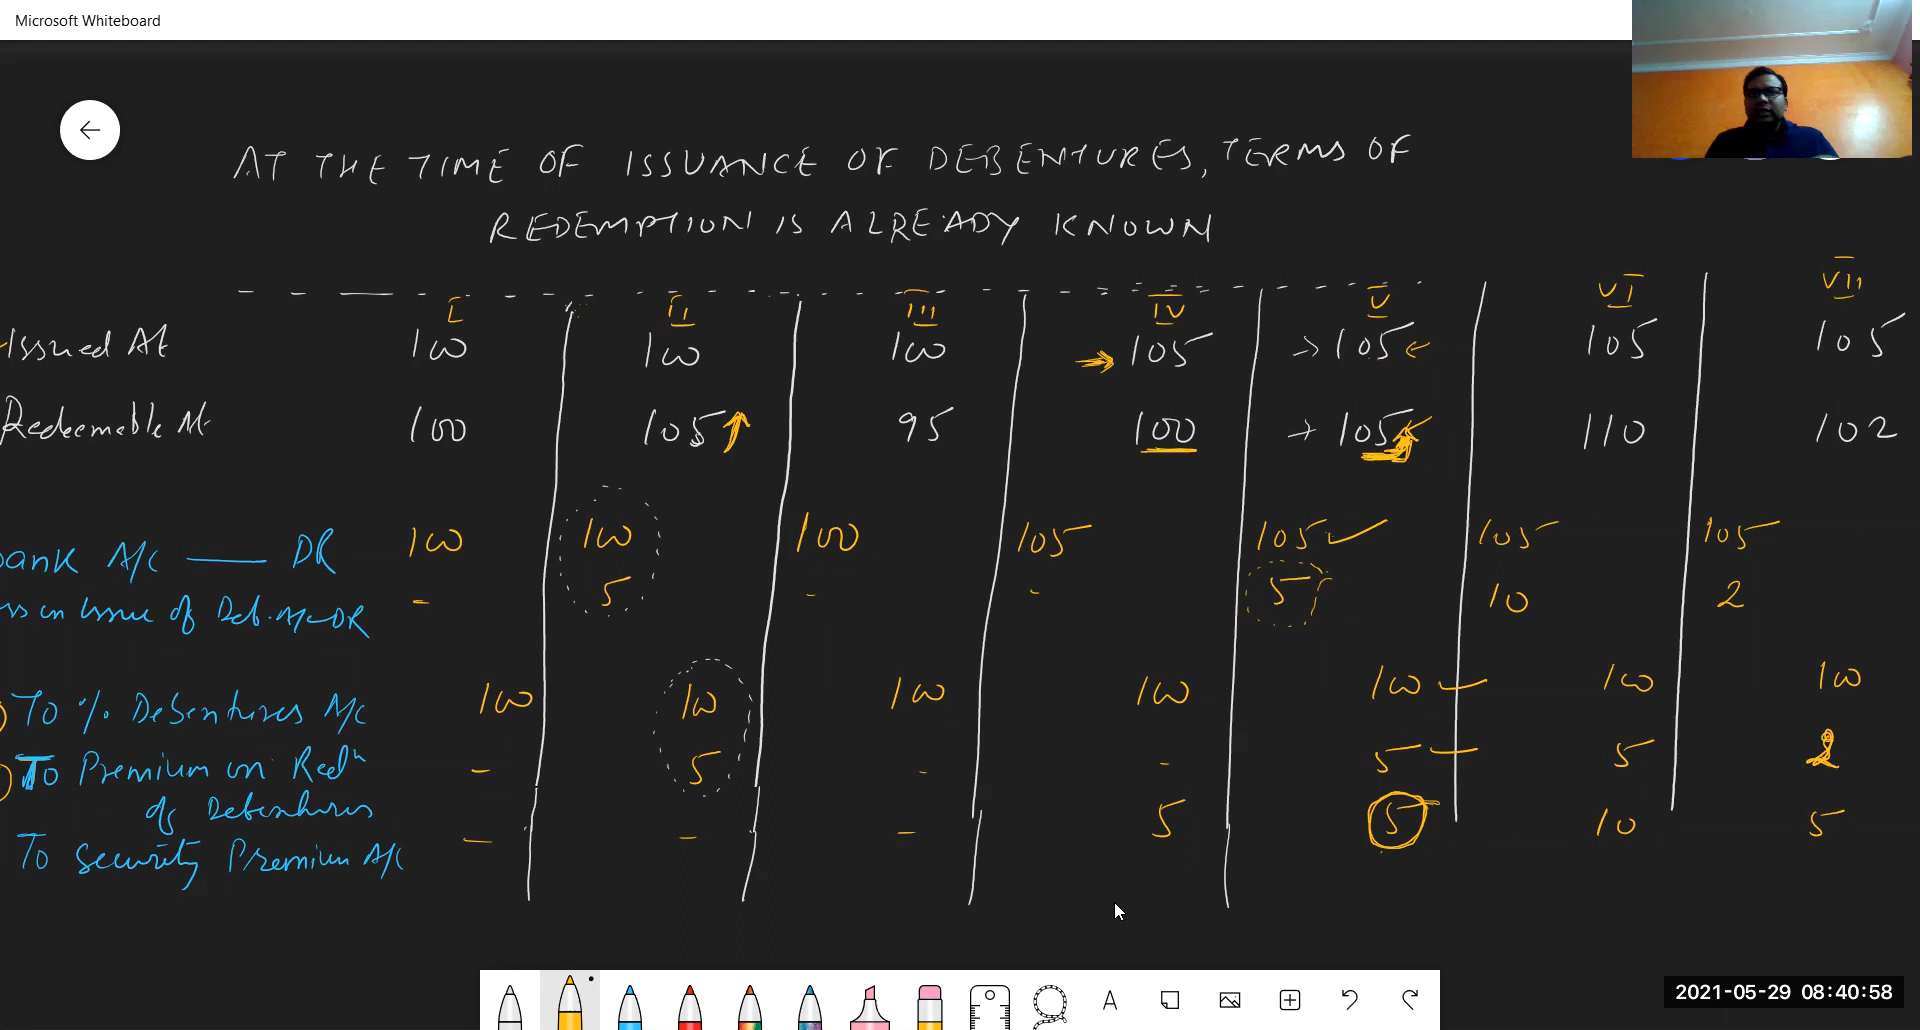 Microsoft Whiteboard
AT THE TIME OF ISSUANCE OF DEBENTURES, TERMS OF
REDEMPTION IS ALREADY KNOWN
I II III IV V VI VII
Issued At 100 100 100 105 105 105 105
Redeemable At 100 105 95 100 105 110 102
bank A/c DR 100 100 100 105 105 105 105
ss on Issue of Deb. A/c DR - 5 - - 5 10 2
To % Debentures A/c 100 100 100 100 100 100 100
To Premium on Redn - 5 - - 5 5 2
of Debentures
To Security Premium A/c - - - 5 5 10 5
2021-05-29 08:40:58